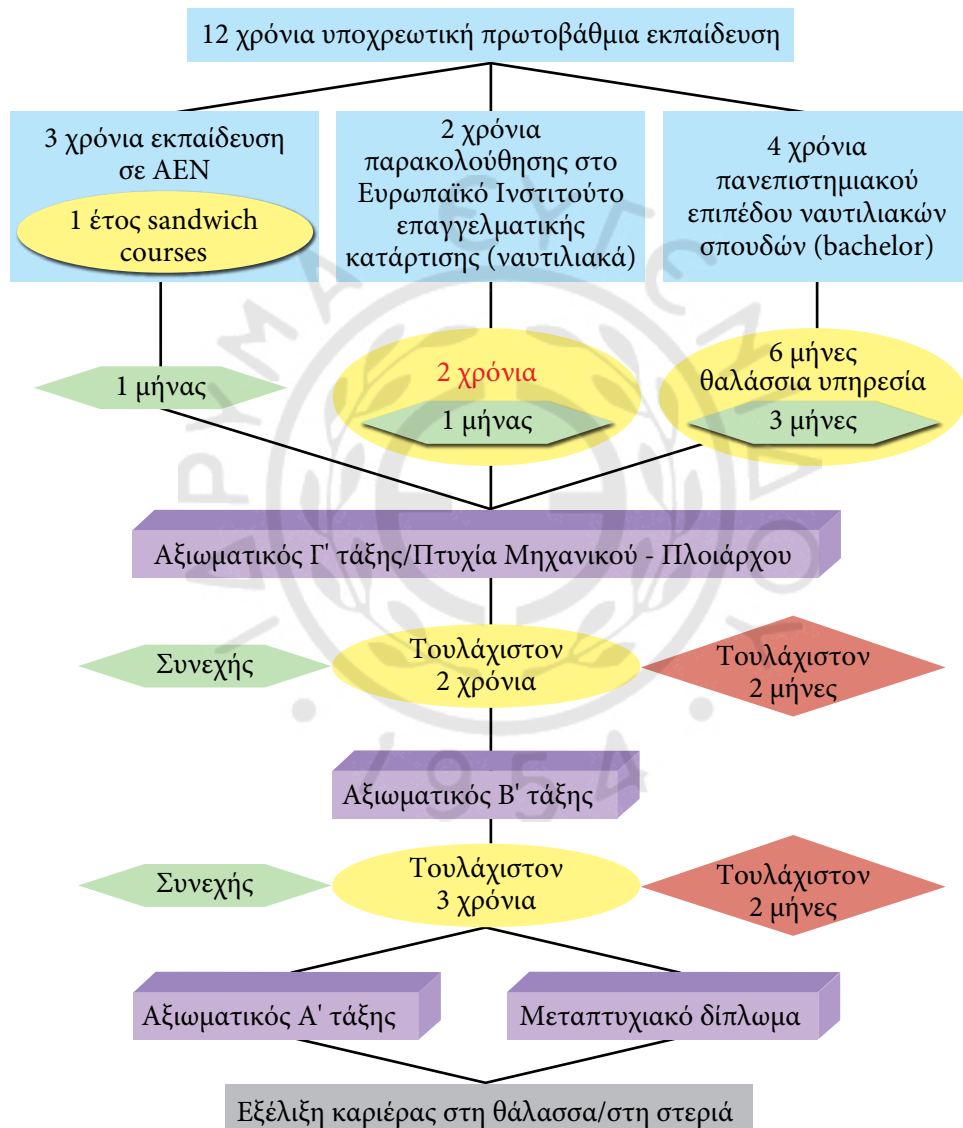 12 χρόνια υποχρεωτική πρωτοβάθμια εκπαίδευση
3 χρόνια εκπαίδευση
σε ΑΕΝ
1 έτος sandwich
courses
2 χρόνια
παρακολούθησης στο
Ευρωπαϊκό Ινστιτούτο
επαγγελματικής
κατάρτισης (ναυτιλιακά)
4 χρόνια
πανεπιστημιακού
επιπέδου ναυτιλιακών
σπουδών (bachelor)
1 μήνας
2 χρόνια
1 μήνας
6 μήνες
θαλάσσια υπηρεσία
3 μήνες
Αξιωματικός Γ' τάξης/Πτυχία Μηχανικού - Πλοιάρχου
Συνεχής
Τουλάχιστον
2 χρόνια
Τουλάχιστον
2 μήνες
Αξιωματικός Β' τάξης
Συνεχής
Τουλάχιστον
3 χρόνια
Τουλάχιστον
2 μήνες
Αξιωματικός Α' τάξης
Μεταπτυχιακό δίπλωμα
Εξέλιξη καριέρας στη θάλασσα/στη στεριά
ΙΔΡΥΜΑ ΕΥΓΕΝΙΔΟΥ
1954